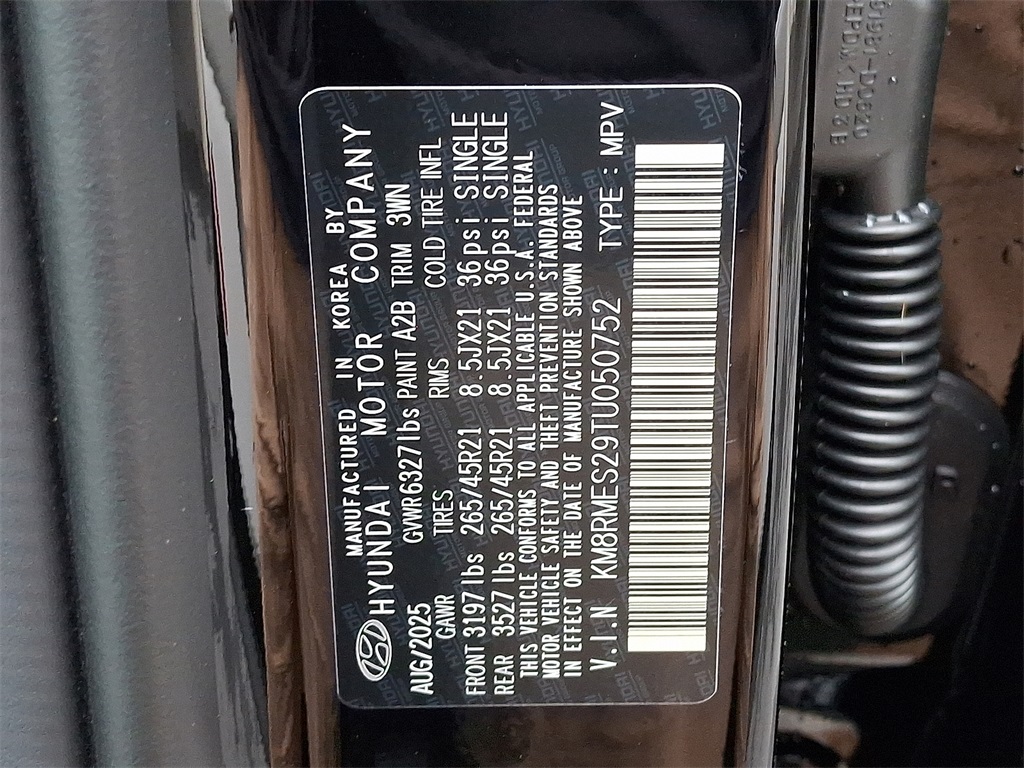 MANUFACTURED IN KOREA BY
HYUNDAI MOTOR COMPANY
AUG/2025 GVWR6327lbs PAINT A2B TRIM 3WN
GAWR TIRES RIMS COLD TIRE INFL
FRONT 3197lbs 265/45R21 8.5JX21 36psi SINGLE
REAR 3527lbs 265/45R21 8.5JX21 36psi SINGLE
THIS VEHICLE CONFORMS TO ALL APPLICABLE U.S.A. FEDERAL
MOTOR VEHICLE SAFETY AND THEFT PREVENTION STANDARDS
IN EFFECT ON THE DATE OF MANUFACTURE SHOWN ABOVE
V.I.N KM8RMES29TU050752 TYPE : MPV
>EPDM< HD3E